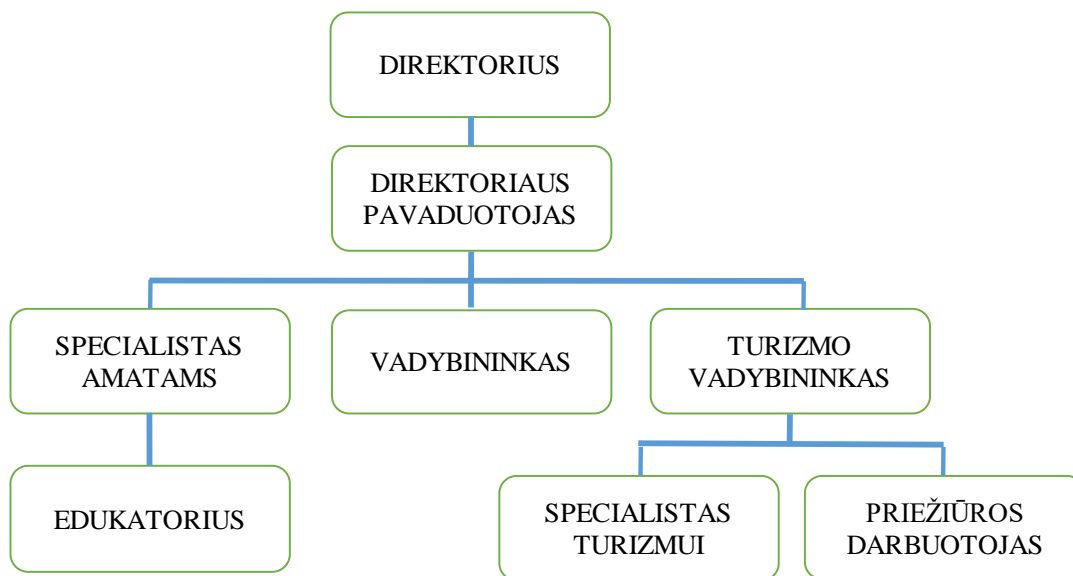 DIREKTORIUS
DIREKTORIAUS
PAVADUOTOJAS
SPECIALISTAS
AMATAMS
VADYBININKAS
TURIZMO
VADYBININKAS
EDUKATORIUS
SPECIALISTAS
TURIZMUI
PRIEŽIŪROS
DARBUOTOJAS